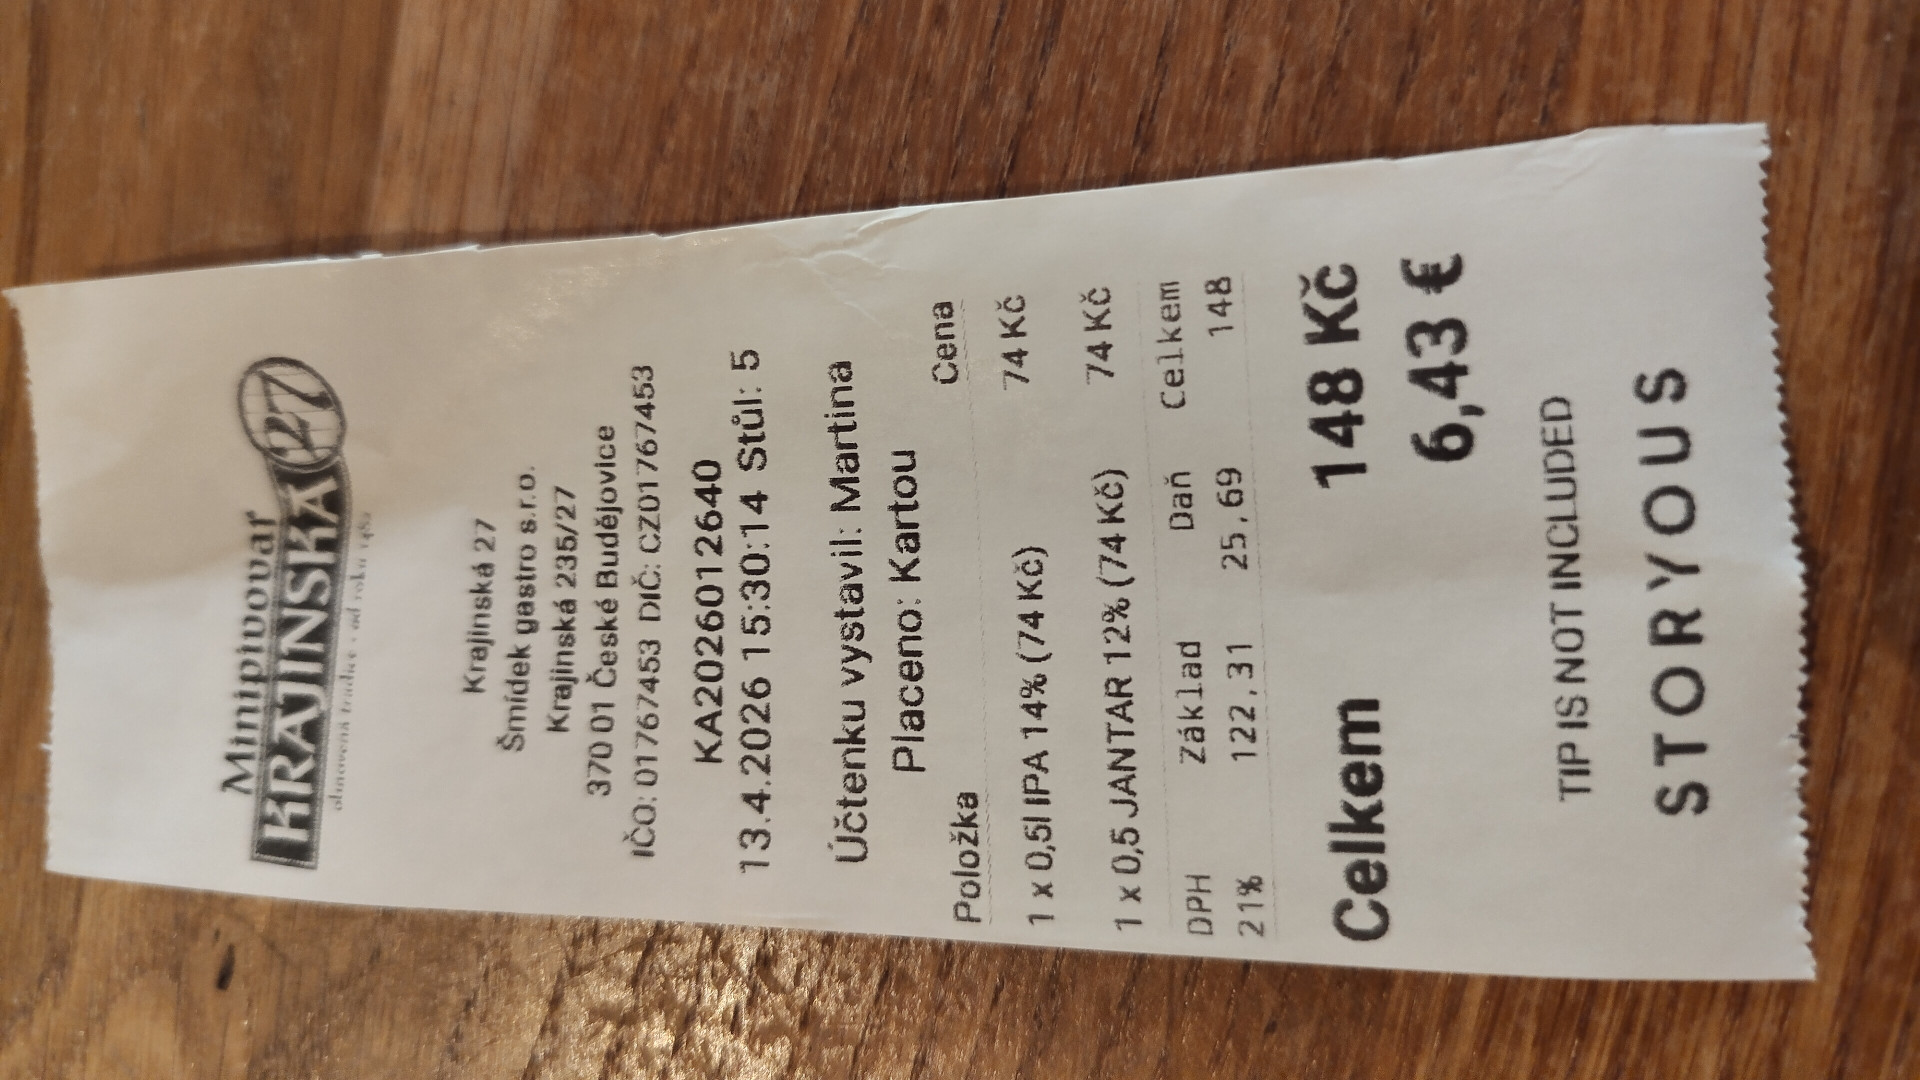 Minipivovar
KRAJINSKÁ 27
obnovená tradice - od roku
Krajinská 27
Šmídek gastro s.r.o.
Krajinská 235/27
370 01 České Budějovice
IČO: 01767453 DIČ: CZ01767453
KA2026012640
13.4.2026 15:30:14 Stůl: 5
Účtenku vystavil: Martina
Placeno: Kartou
Položka Cena
1 x 0,5l IPA 14% (74 Kč) 74 Kč
1 x 0,5 JANTAR 12% (74 Kč) 74 Kč
DPH Základ Daň Celkem
21% 122,31 25,69 148
Celkem 148 Kč
6,43 €
TIP IS NOT INCLUDED
STORYOUS